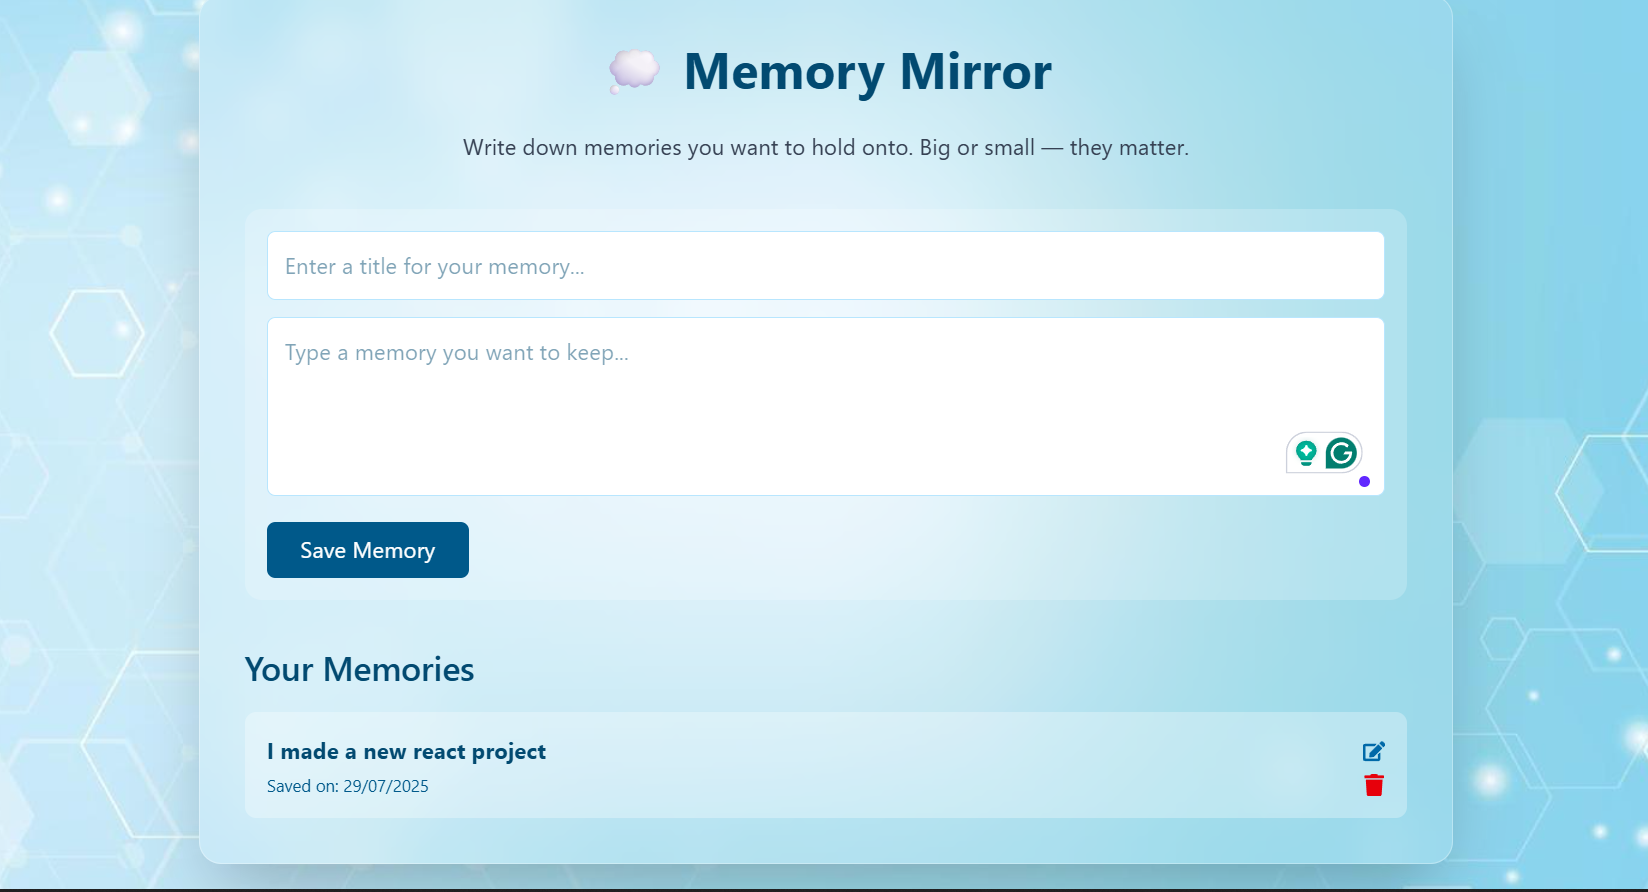 Memory Mirror
Write down memories you want to hold onto. Big or small — they matter.
Enter a title for your memory...
Type a memory you want to keep...
Save Memory
Your Memories
I made a new react project
Saved on: 29/07/2025